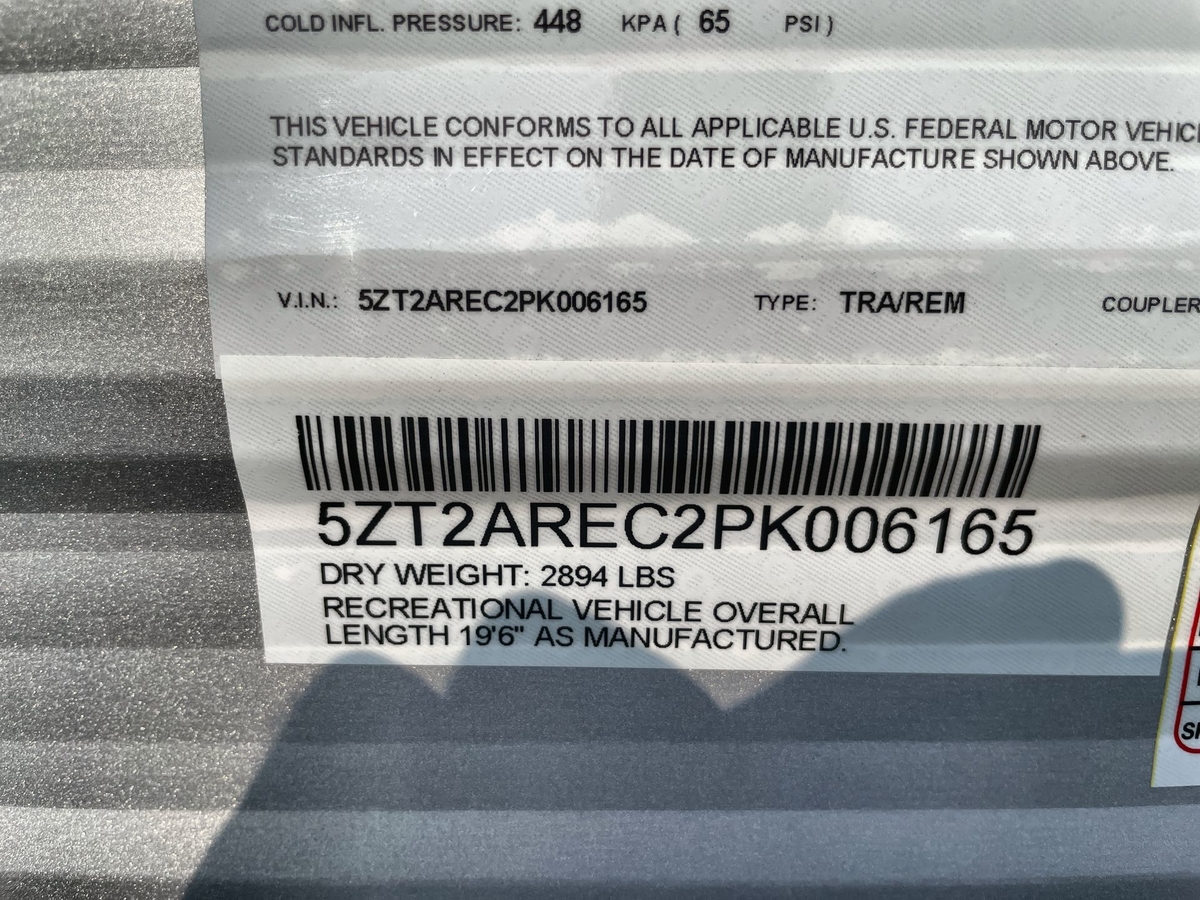 COLD INFL. PRESSURE: 448 KPA ( 65 PSI )
THIS VEHICLE CONFORMS TO ALL APPLICABLE U.S. FEDERAL MOTOR
STANDARDS IN EFFECT ON THE DATE OF MANUFACTURE SHOWN ABOVE.
V.I.N.: 5ZT2AREC2PK006165 TYPE: TRA/REM COUPLER
5ZT2AREC2PK006165
DRY WEIGHT: 2894 LBS
RECREATIONAL VEHICLE OVERALL
LENGTH 19'6" AS MANUFACTURED.